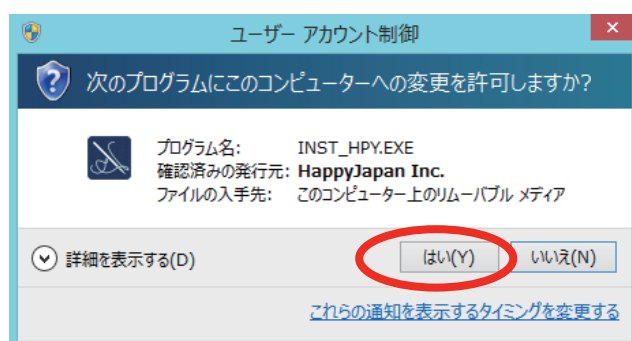 ユーザー アカウント制御
次のプログラムにこのコンピューターへの変更を許可しますか?
プログラム名: INST_HPY.EXE
確認済みの発行元: HappyJapan Inc.
ファイルの入手先: このコンピューター上のリムーバブル メディア
詳細を表示する(D) はい(Y) いいえ(N)
これらの通知を表示するタイミングを変更する